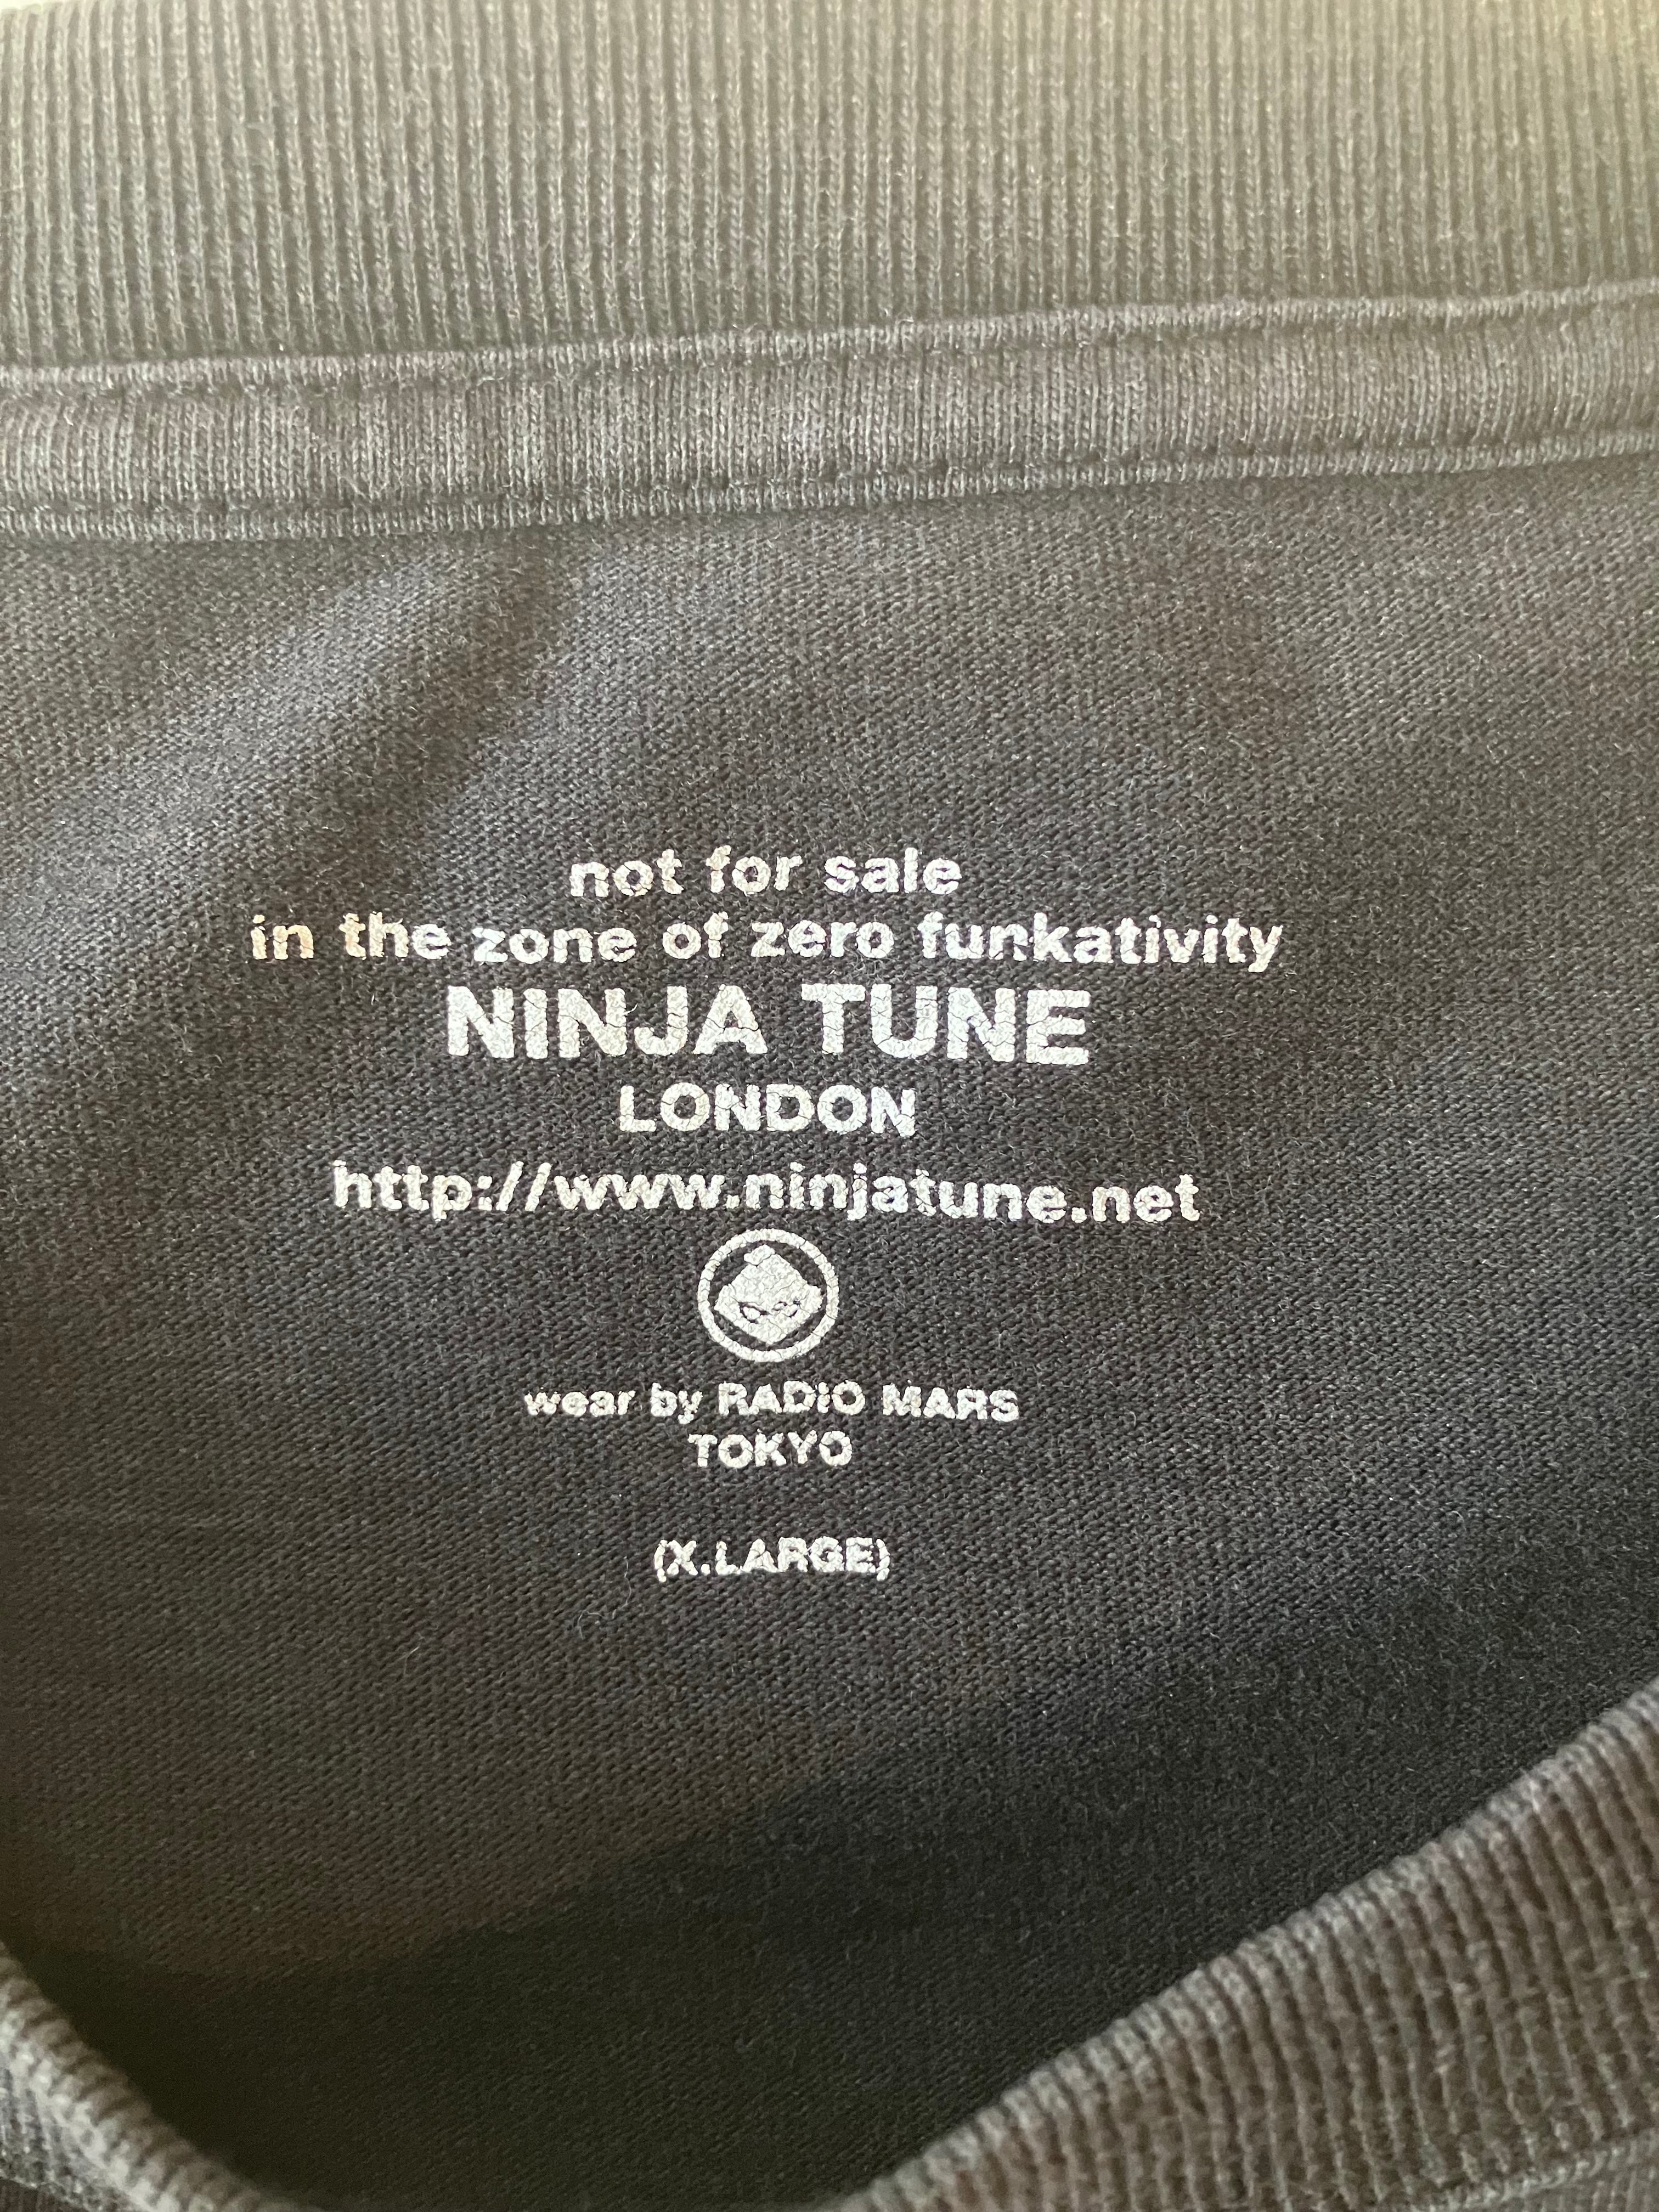 not for sale
in the zone of zero funkativity
NINJA TUNE
LONDON
http://www.ninjatune.net
wear by RADIO MARS
TOKYO
(X.LARGE)